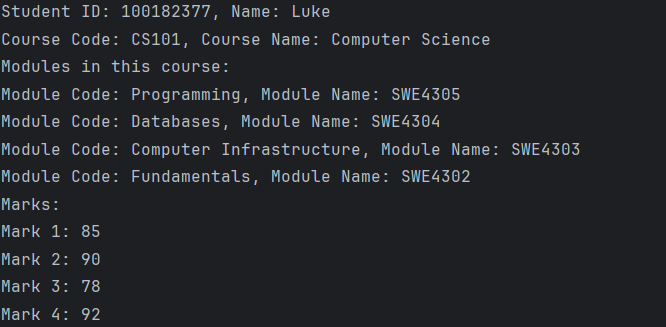 Student ID: 100182377, Name: Luke
Course Code: CS101, Course Name: Computer Science
Modules in this course:
Module Code: Programming, Module Name: SWE4305
Module Code: Databases, Module Name: SWE4304
Module Code: Computer Infrastructure, Module Name: SWE4303
Module Code: Fundamentals, Module Name: SWE4302
Marks:
Mark 1: 85
Mark 2: 90
Mark 3: 78
Mark 4: 92